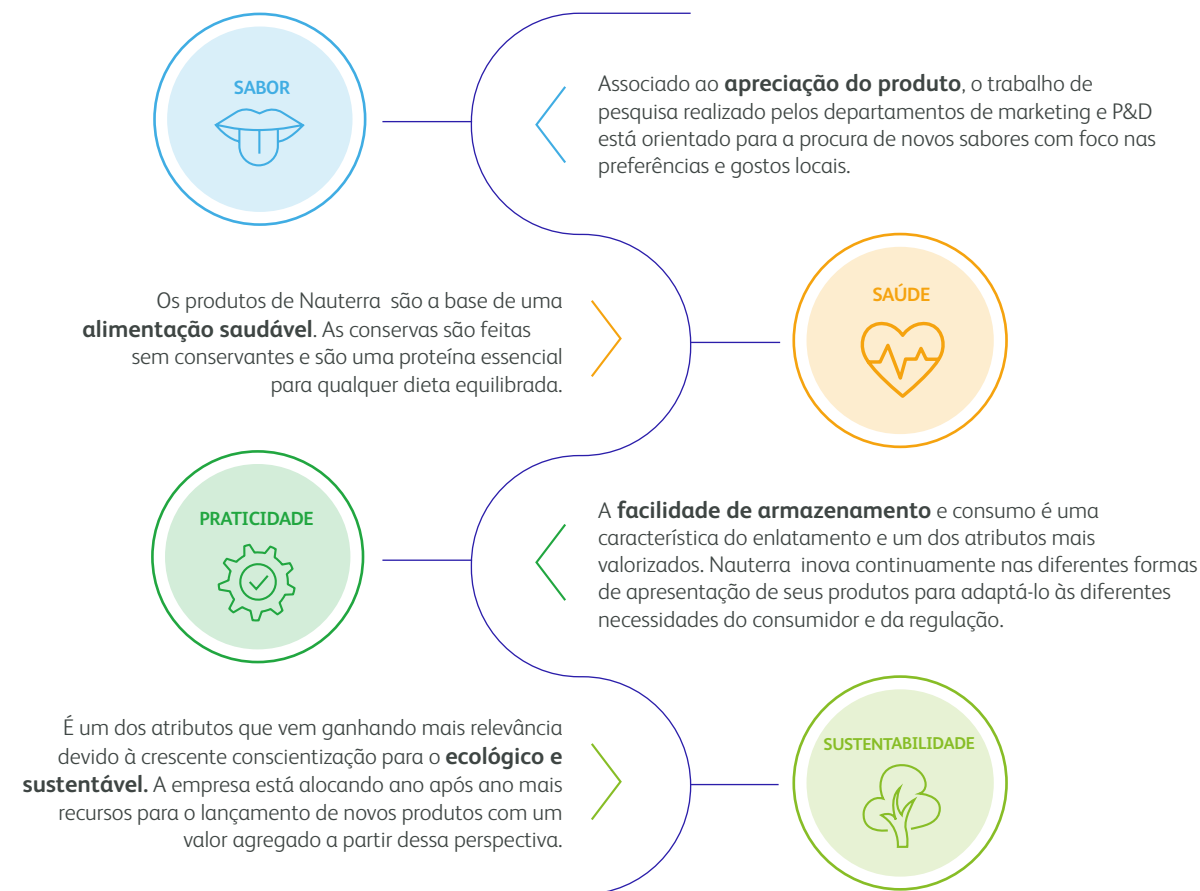 SABOR
Associado ao apreciação do produto, o trabalho de
pesquisa realizado pelos departamentos de marketing e P&D
está orientado para a procura de novos sabores com foco nas
preferências e gostos locais.
SAÚDE
Os produtos de Nauterra são a base de uma
alimentação saudável. As conservas são feitas
sem conservantes e são uma proteína essencial
para qualquer dieta equilibrada.
PRATICIDADE
A facilidade de armazenamento e consumo é uma
característica do enlatamento e um dos atributos mais
valorizados. Nauterra inova continuamente nas diferentes formas
de apresentação de seus produtos para adaptá-lo às diferentes
necessidades do consumidor e da regulação.
É um dos atributos que vem ganhando mais relevância
devido à crescente conscientização para o ecológico e
sustentável. A empresa está alocando ano após ano mais
recursos para o lançamento de novos produtos com um
valor agregado a partir dessa perspectiva.
SUSTENTABILIDADE